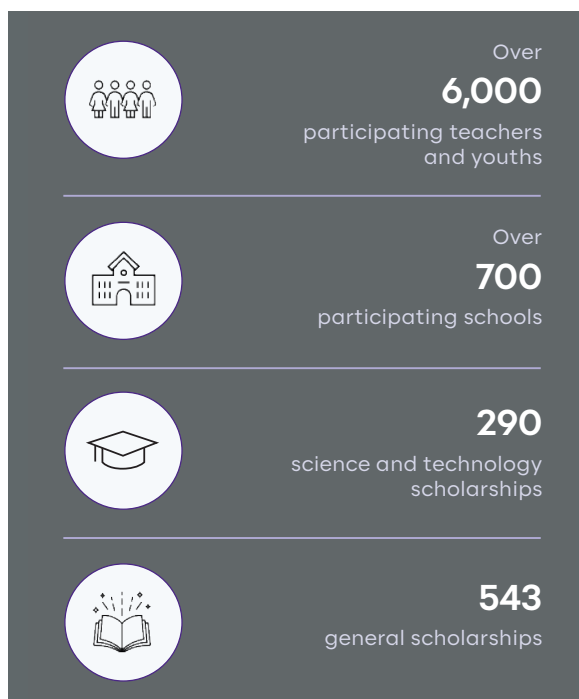 Over
6,000
participating teachers
and youths
Over
700
participating schools
290
science and technology
scholarships
543
general scholarships